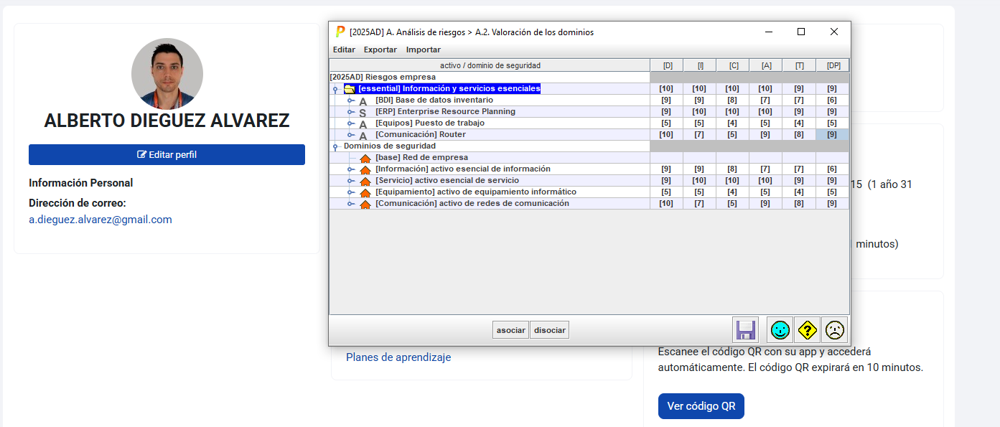 ALBERTO DIEGUEZ ALVAREZ
Editar perfil
Información Personal
Dirección de correo:
a.dieguez.alvarez@gmail.com
[2025AD] A. Análisis de riesgos > A.2. Valoración de los dominios
Editar Exportar Importar
activo / dominio de seguridad [D] [I] [C] [A] [T] [DP]
[2025AD] Riesgos empresa
[essential] Información y servicios esenciales [10] [10] [10] [10] [9] [9]
A [BDI] Base de datos inventario [9] [9] [8] [7] [7] [6]
S [ERP] Enterprise Resource Planning [9] [10] [10] [10] [9] [9]
A [Equipos] Puesto de trabajo [5] [5] [4] [5] [4] [5]
A [Comunicación] Router [10] [7] [5] [9] [8] [9]
Dominios de seguridad
[base] Red de empresa
[Información] activo esencial de información [9] [9] [8] [7] [7] [6]
[Servicio] activo esencial de servicio [9] [10] [10] [10] [9] [9]
[Equipamiento] activo de equipamiento informático [5] [5] [4] [5] [4] [5]
[Comunicación] activo de redes de comunicación [10] [7] [5] [9] [8] [9]
asociar disociar
15 (1 año 31
minutos)
Planes de aprendizaje
Escanee el código QR con su app y accederá
automáticamente. El código QR expirará en 10 minutos.
Ver código QR